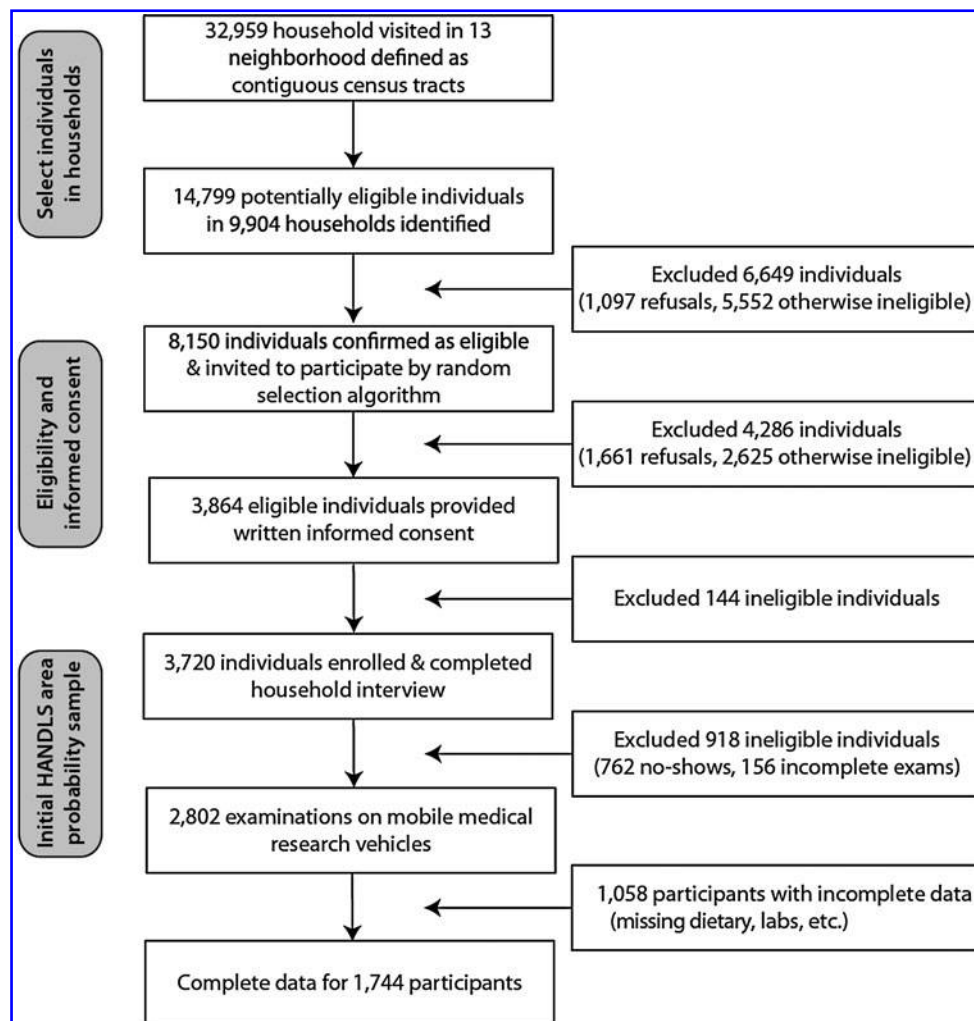 Select individuals
in households
32,959 household visited in 13
neighborhood defined as
contiguous census tracts
14,799 potentially eligible individuals
in 9,904 households identified
Excluded 6,649 individuals
(1,097 refusals, 5,552 otherwise ineligible)
Eligibility and
informed consent
8,150 individuals confirmed as eligible
& invited to participate by random
selection algorithm
Excluded 4,286 individuals
(1,661 refusals, 2,625 otherwise ineligible)
3,864 eligible individuals provided
written informed consent
Excluded 144 ineligible individuals
Initial HANDLS area
probability sample
3,720 individuals enrolled & completed
household interview
Excluded 918 ineligible individuals
(762 no-shows, 156 incomplete exams)
2,802 examinations on mobile medical
research vehicles
1,058 participants with incomplete data
(missing dietary, labs, etc.)
Complete data for 1,744 participants